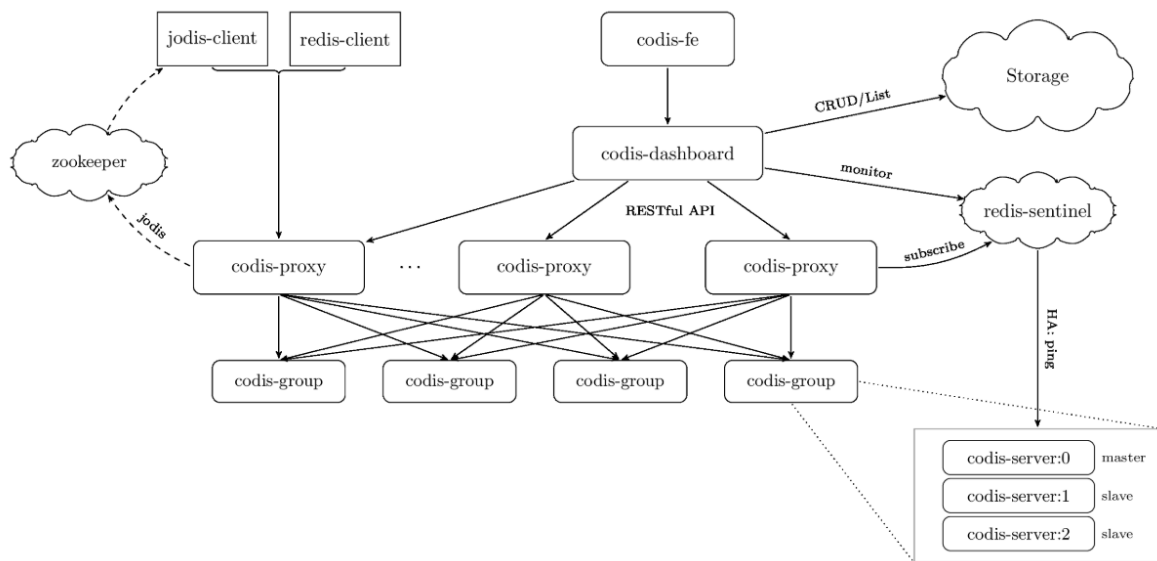 jodis-client
redis-client
codis-fe
Storage
CRUD/List
zookeeper
codis-dashboard
monitor
jodis
RESTful API
redis-sentinel
subscribe
codis-proxy
...
codis-proxy
codis-proxy
HA: ping
codis-group
codis-group
codis-group
codis-group
codis-server:0 master
codis-server:1 slave
codis-server:2 slave